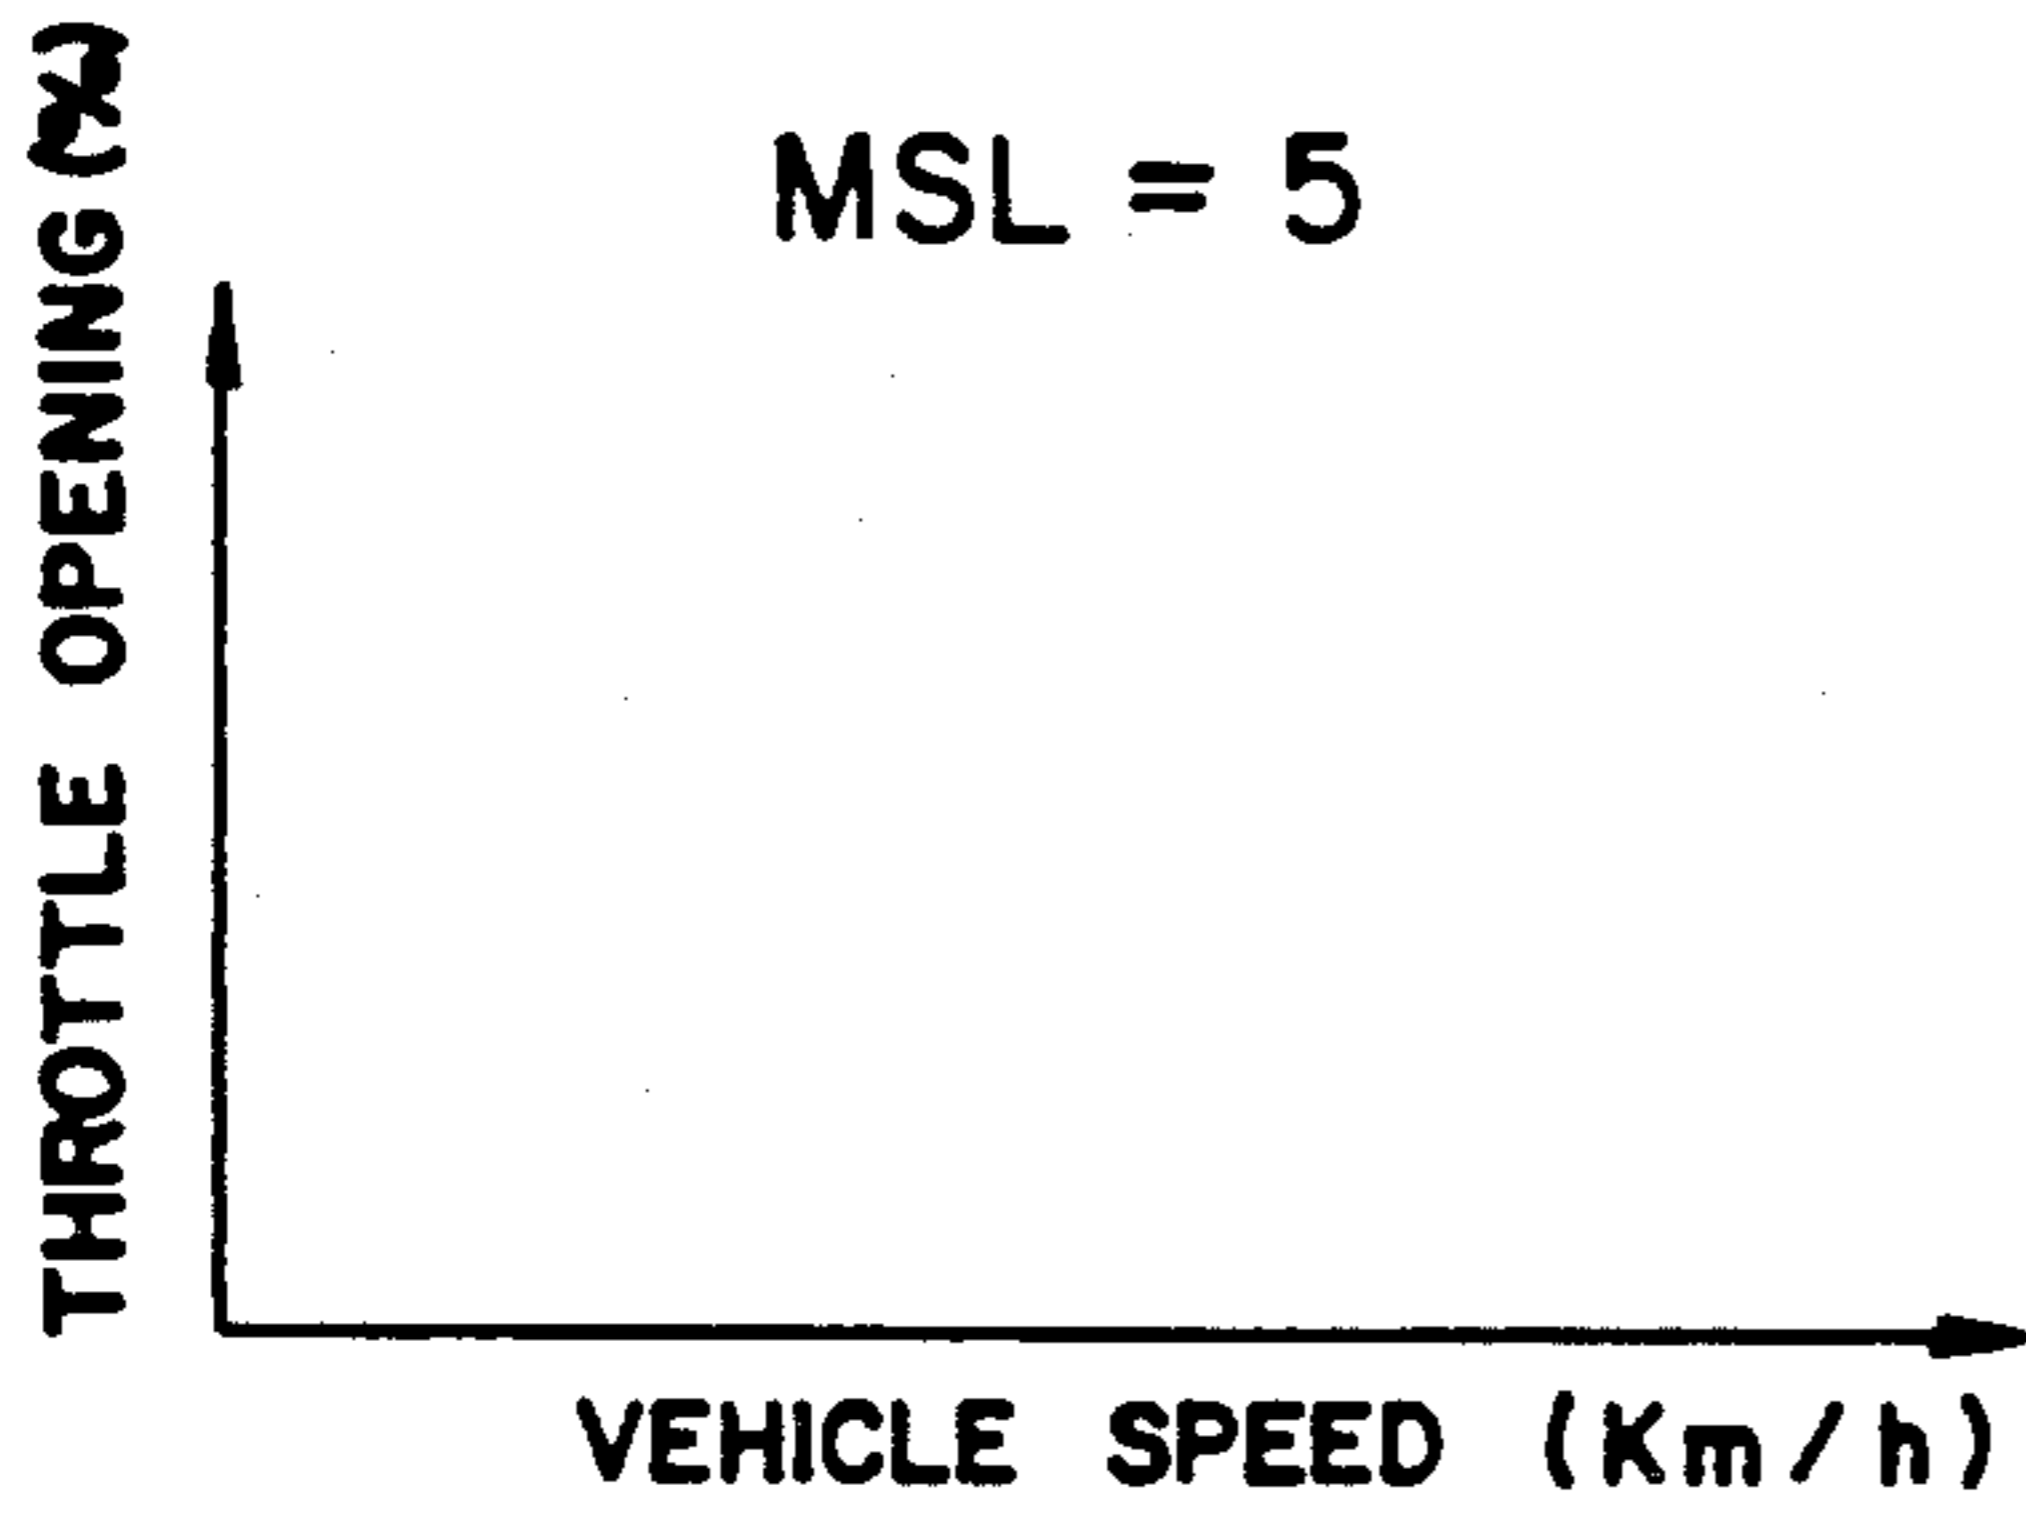 MSL = 5
THROTTLE OPENING (%)
VEHICLE SPEED (Km/h)